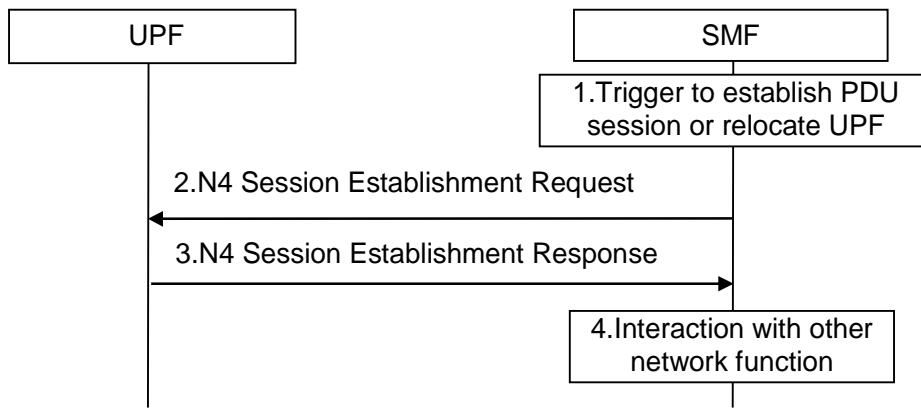 UPF
SMF
1.Trigger to establish PDU
session or relocate UPF
2.N4 Session Establishment Request
3.N4 Session Establishment Response
4.Interaction with other
network function